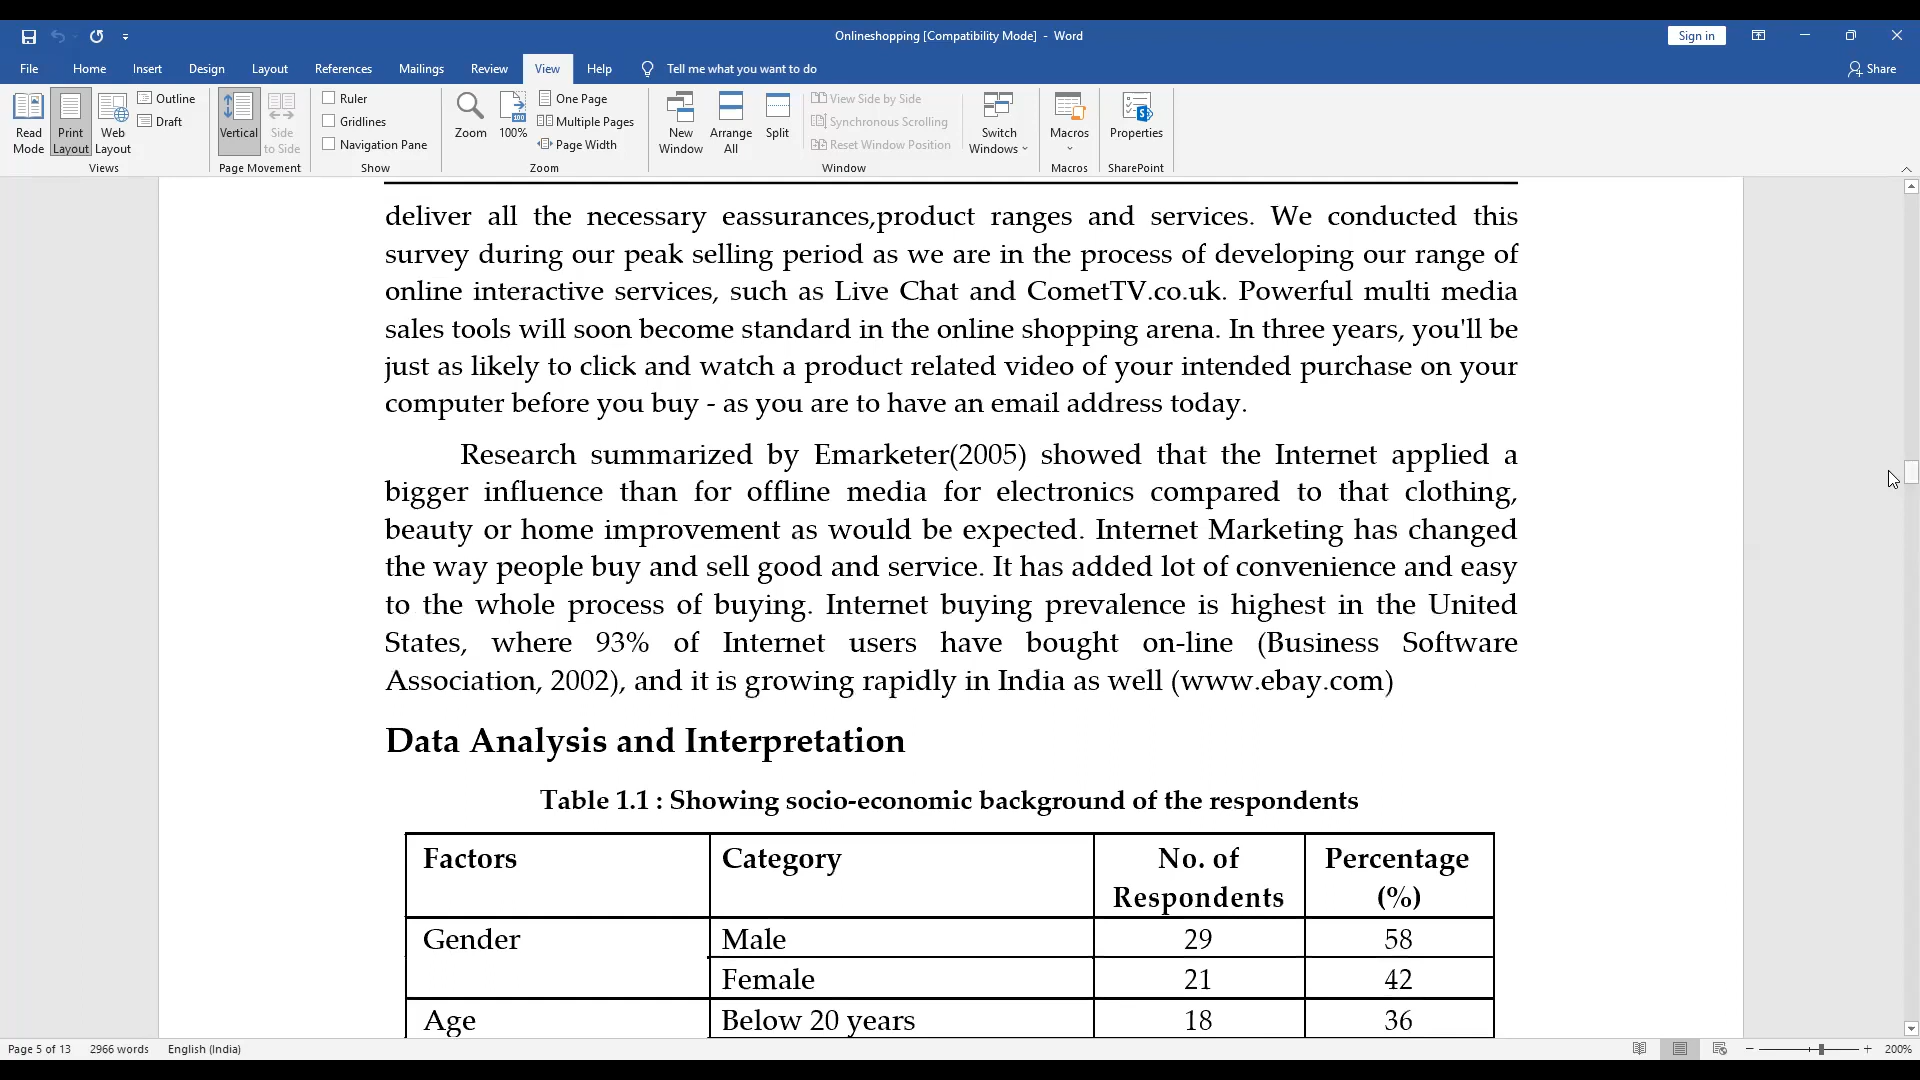 Onlineshopping [Compatibility Mode] - Word
Sign in
File Home Insert Design Layout References Mailings Review View Help Tell me what you want to do Share
Read Mode
Print Layout
Web Layout
Outline
Draft
Views
Vertical
Side to Side
Page Movement
Ruler
Gridlines
Navigation Pane
Show
Zoom
100%
One Page
Multiple Pages
Page Width
Zoom
New Window
Arrange All
Split
View Side by Side
Synchronous Scrolling
Reset Window Position
Window
Switch Windows
Macros
Macros
Properties
SharePoint
deliver all the necessary eassurances,product ranges and services. We conducted this
survey during our peak selling period as we are in the process of developing our range of
online interactive services, such as Live Chat and CometTV.co.uk. Powerful multi media
sales tools will soon become standard in the online shopping arena. In three years, you'll be
just as likely to click and watch a product related video of your intended purchase on your
computer before you buy - as you are to have an email address today.
Research summarized by Emarketer(2005) showed that the Internet applied a
bigger influence than for offline media for electronics compared to that clothing,
beauty or home improvement as would be expected. Internet Marketing has changed
the way people buy and sell good and service. It has added lot of convenience and easy
to the whole process of buying. Internet buying prevalence is highest in the United
States, where 93% of Internet users have bought on-line (Business Software
Association, 2002), and it is growing rapidly in India as well (www.ebay.com)
Data Analysis and Interpretation
Table 1.1 : Showing socio-economic background of the respondents
Factors Category No. of Respondents Percentage (%)
Gender Male 29 58
Female 21 42
Age Below 20 years 18 36
Page 5 of 13 2966 words English (India) 200%